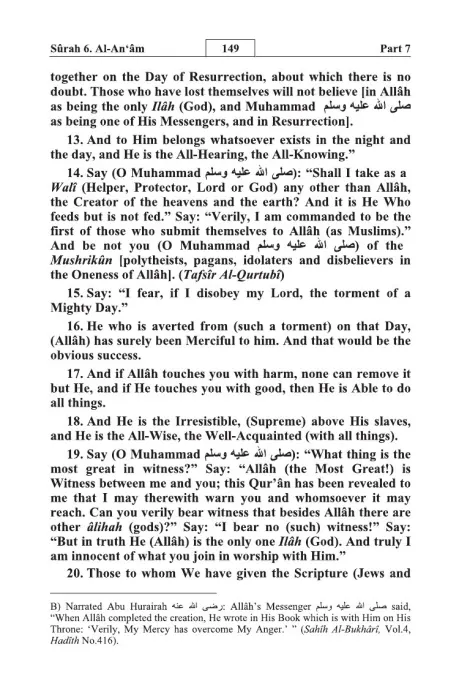 Sûrah 6. Al-An‘âm 149 Part 7
together on the Day of Resurrection, about which there is no
doubt. Those who have lost themselves will not believe [in Allâh
as being the only Ilâh (God), and Muhammad صلى الله عليه وسلم
as being one of His Messengers, and in Resurrection].
13. And to Him belongs whatsoever exists in the night and
the day, and He is the All-Hearing, the All-Knowing.”
14. Say (O Muhammad صلى الله عليه وسلم): “Shall I take as a
Walî (Helper, Protector, Lord or God) any other than Allâh,
the Creator of the heavens and the earth? And it is He Who
feeds but is not fed.” Say: “Verily, I am commanded to be the
first of those who submit themselves to Allâh (as Muslims).”
And be not you (O Muhammad صلى الله عليه وسلم) of the
Mushrikûn [polytheists, pagans, idolaters and disbelievers in
the Oneness of Allâh]. (Tafsîr Al-Qurtubî)
15. Say: “I fear, if I disobey my Lord, the torment of a
Mighty Day.”
16. He who is averted from (such a torment) on that Day,
(Allâh) has surely been Merciful to him. And that would be the
obvious success.
17. And if Allâh touches you with harm, none can remove it
but He, and if He touches you with good, then He is Able to do
all things.
18. And He is the Irresistible, (Supreme) above His slaves,
and He is the All-Wise, the Well-Acquainted (with all things).
19. Say (O Muhammad صلى الله عليه وسلم): “What thing is the
most great in witness?” Say: “Allâh (the Most Great!) is
Witness between me and you; this Qur’ân has been revealed to
me that I may therewith warn you and whomsoever it may
reach. Can you verily bear witness that besides Allâh there are
other âlihah (gods)?” Say: “I bear no (such) witness!” Say:
“But in truth He (Allâh) is the only one Ilâh (God). And truly I
am innocent of what you join in worship with Him.”
20. Those to whom We have given the Scripture (Jews and
B) Narrated Abu Hurairah رضى الله عنه: Allâh’s Messenger صلى الله عليه وسلم said,
“When Allâh completed the creation, He wrote in His Book which is with Him on His
Throne: ‘Verily, My Mercy has overcome My Anger.’ ” (Sahîh Al-Bukhârî, Vol.4,
Hadîth No.416).